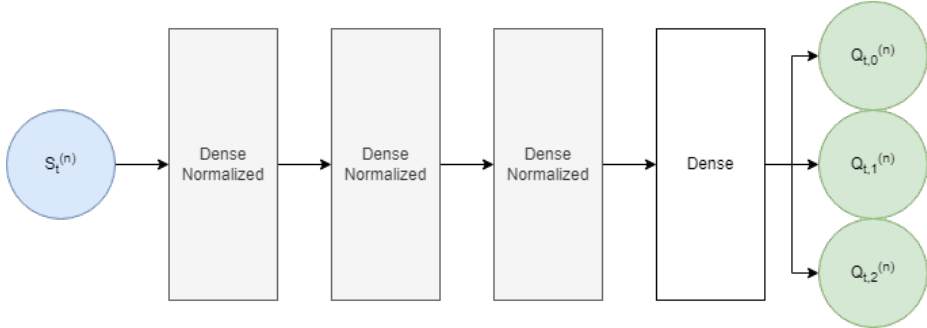 S_t^(n)
Dense
Normalized
Dense
Normalized
Dense
Normalized
Dense
Q_t,0^(n)
Q_t,1^(n)
Q_t,2^(n)